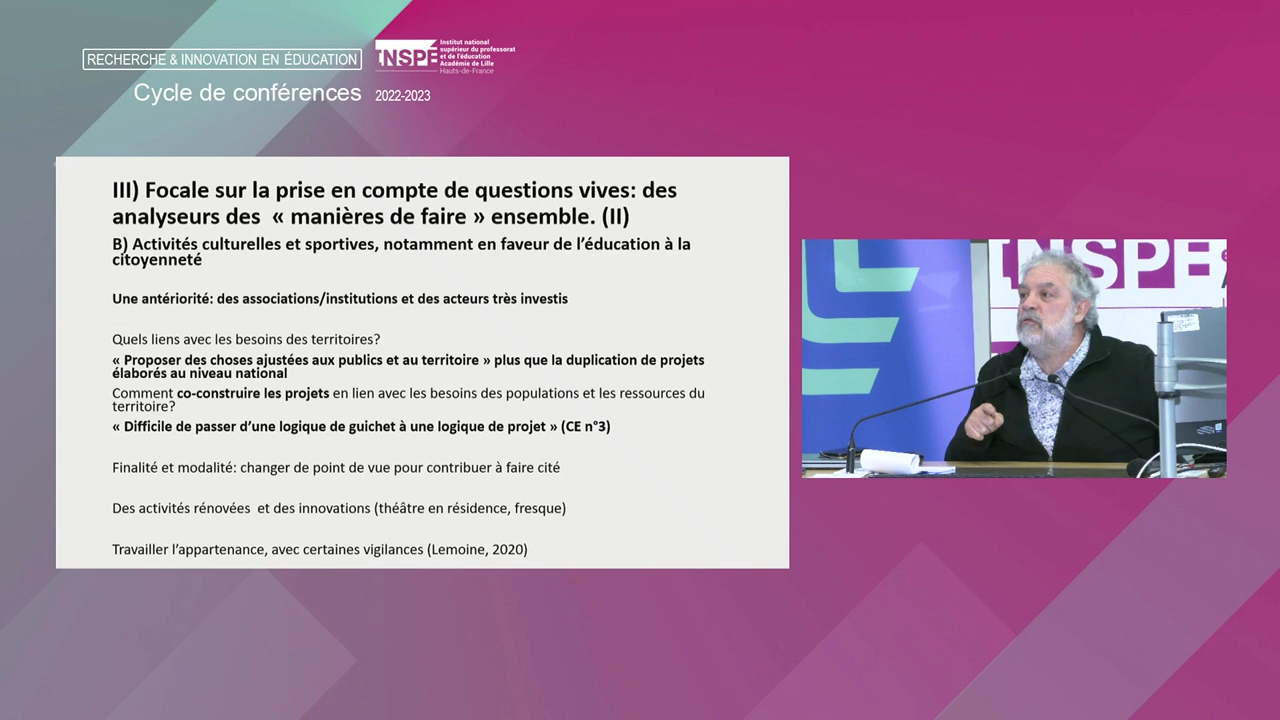 RECHERCHE & INNOVATION EN ÉDUCATION
INSPÉ
Institut national
supérieur du professorat
et de l'éducation
Académie de Lille
Hauts-de-France
Cycle de conférences 2022-2023
III) Focale sur la prise en compte de questions vives: des
analyseurs des « manières de faire » ensemble. (II)
B) Activités culturelles et sportives, notamment en faveur de l'éducation à la
citoyenneté
Une antériorité: des associations/institutions et des acteurs très investis
Quels liens avec les besoins des territoires?
« Proposer des choses ajustées aux publics et au territoire » plus que la duplication de projets
élaborés au niveau national
Comment co-construire les projets en lien avec les besoins des populations et les ressources du
territoire?
« Difficile de passer d'une logique de guichet à une logique de projet » (CE n°3)
Finalité et modalité: changer de point de vue pour contribuer à faire cité
Des activités rénovées et des innovations (théâtre en résidence, fresque)
Travailler l'appartenance, avec certaines vigilances (Lemoine, 2020)
INSPÉ